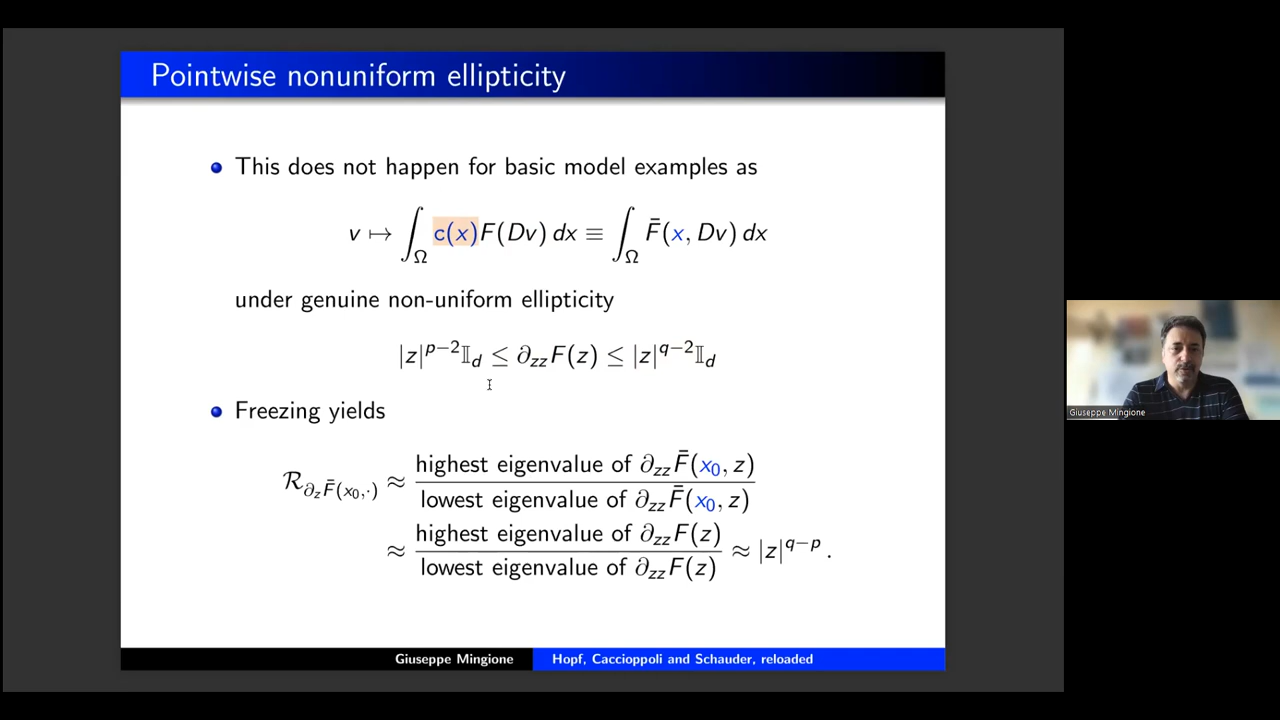 Pointwise nonuniform ellipticity
This does not happen for basic model examples as
v ↦ ∫_Ω c(x)F(Dv) dx ≡ ∫_Ω F̄(x, Dv) dx
under genuine non-uniform ellipticity
|z|^{p−2}𝕀_d ≤ ∂_{zz}F(z) ≤ |z|^{q−2}𝕀_d
Freezing yields
ℛ_{∂_z F̄(x₀,·)} ≈ highest eigenvalue of ∂_{zz}F̄(x₀, z)
lowest eigenvalue of ∂_{zz}F̄(x₀, z)
≈ highest eigenvalue of ∂_{zz}F(z)
lowest eigenvalue of ∂_{zz}F(z) ≈ |z|^{q−p}.
Giuseppe Mingione
Hopf, Caccioppoli and Schauder, reloaded
Giuseppe Mingione